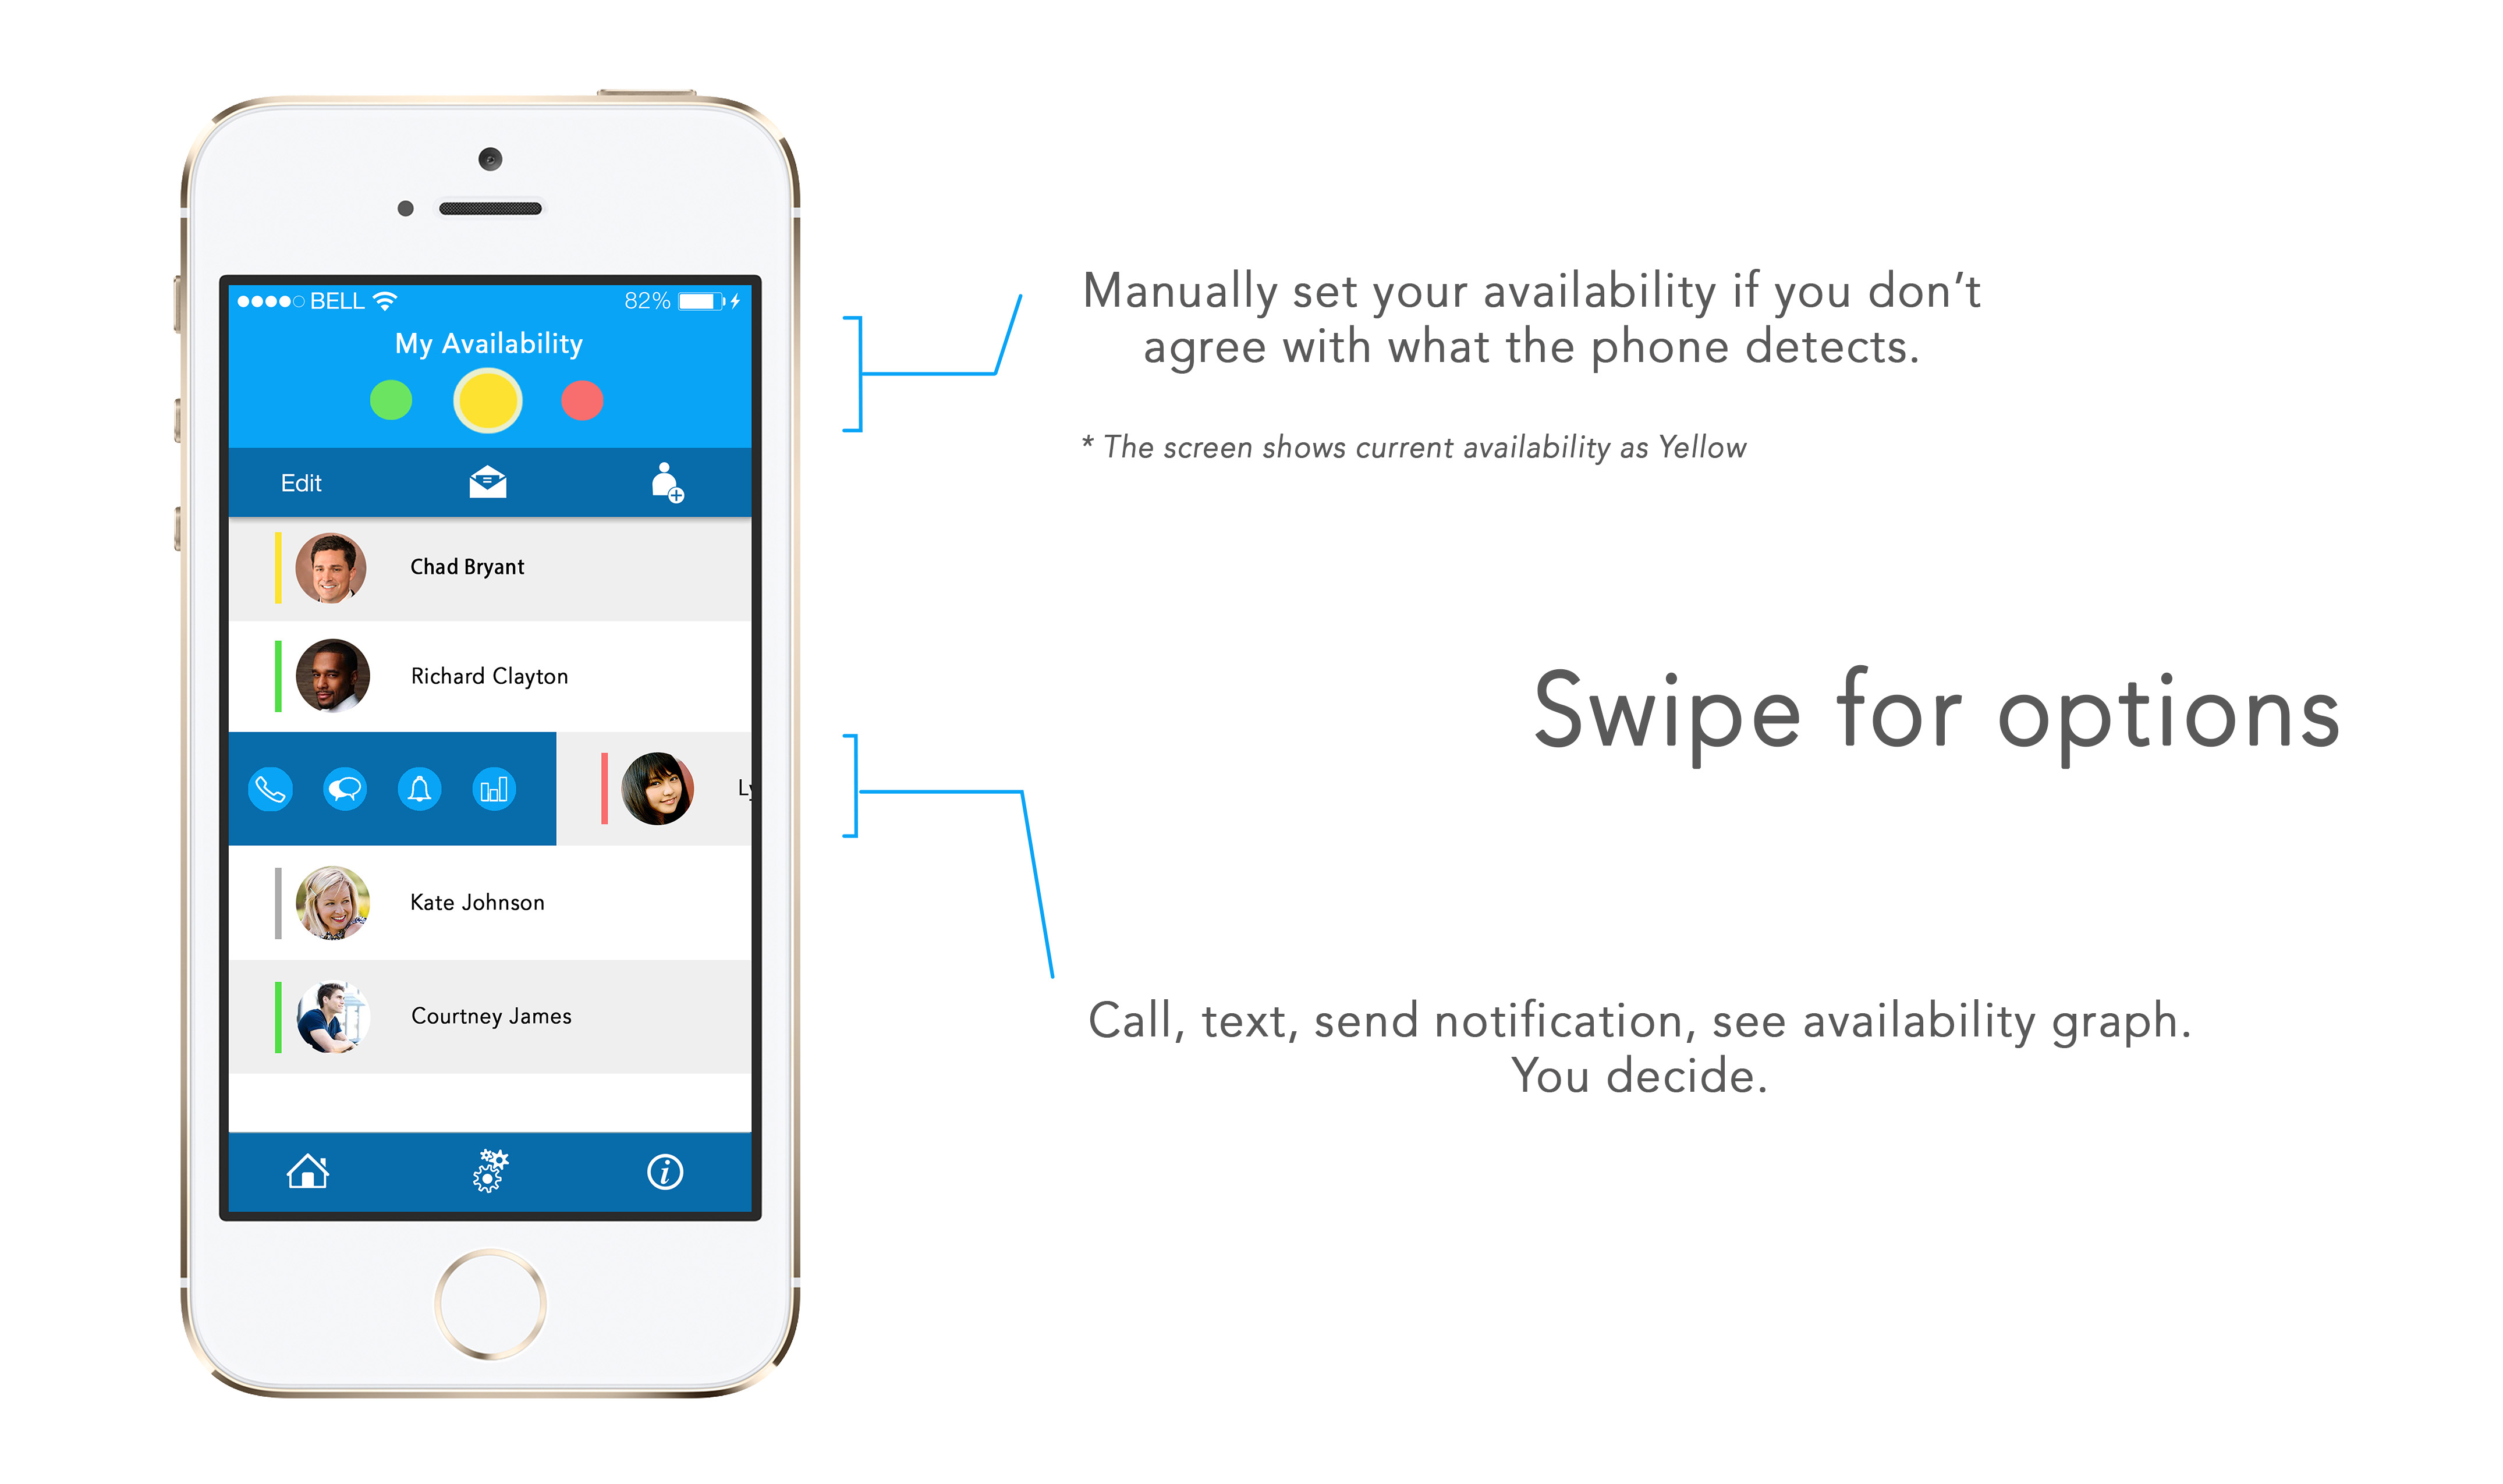 BELL 82%
My Availability
Edit
Chad Bryant
Richard Clayton
Kate Johnson
Courtney James
Manually set your availability if you don't
agree with what the phone detects.
* The screen shows current availability as Yellow
Swipe for options
Call, text, send notification, see availability graph.
You decide.